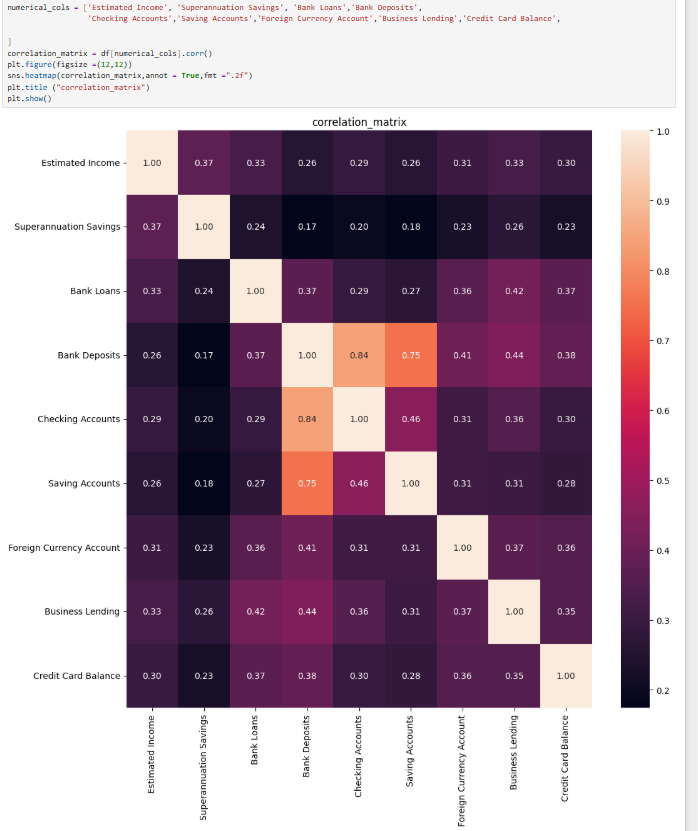 numerical_cols = ['Estimated Income', 'Superannuation Savings', 'Bank Loans','Bank Deposits',
'Checking Accounts','Saving Accounts','Foreign Currency Account','Business Lending','Credit Card Balance',
]
correlation_matrix = df[numerical_cols].corr()
plt.figure(figsize =(12,12))
sns.heatmap(correlation_matrix,annot = True,fmt =".2f")
plt.title ("correlation_matrix")
plt.show()
correlation_matrix
Estimated Income 1.00 0.37 0.33 0.26 0.29 0.26 0.31 0.33 0.30
Superannuation Savings 0.37 1.00 0.24 0.17 0.20 0.18 0.23 0.26 0.23
Bank Loans 0.33 0.24 1.00 0.37 0.29 0.27 0.36 0.42 0.37
Bank Deposits 0.26 0.17 0.37 1.00 0.84 0.75 0.41 0.44 0.38
Checking Accounts 0.29 0.20 0.29 0.84 1.00 0.46 0.31 0.36 0.30
Saving Accounts 0.26 0.18 0.27 0.75 0.46 1.00 0.31 0.31 0.28
Foreign Currency Account 0.31 0.23 0.36 0.41 0.31 0.31 1.00 0.37 0.36
Business Lending 0.33 0.26 0.42 0.44 0.36 0.31 0.37 1.00 0.35
Credit Card Balance 0.30 0.23 0.37 0.38 0.30 0.28 0.36 0.35 1.00
Estimated Income
Superannuation Savings
Bank Loans
Bank Deposits
Checking Accounts
Saving Accounts
Foreign Currency Account
Business Lending
Credit Card Balance
1.0
0.9
0.8
0.7
0.6
0.5
0.4
0.3
0.2